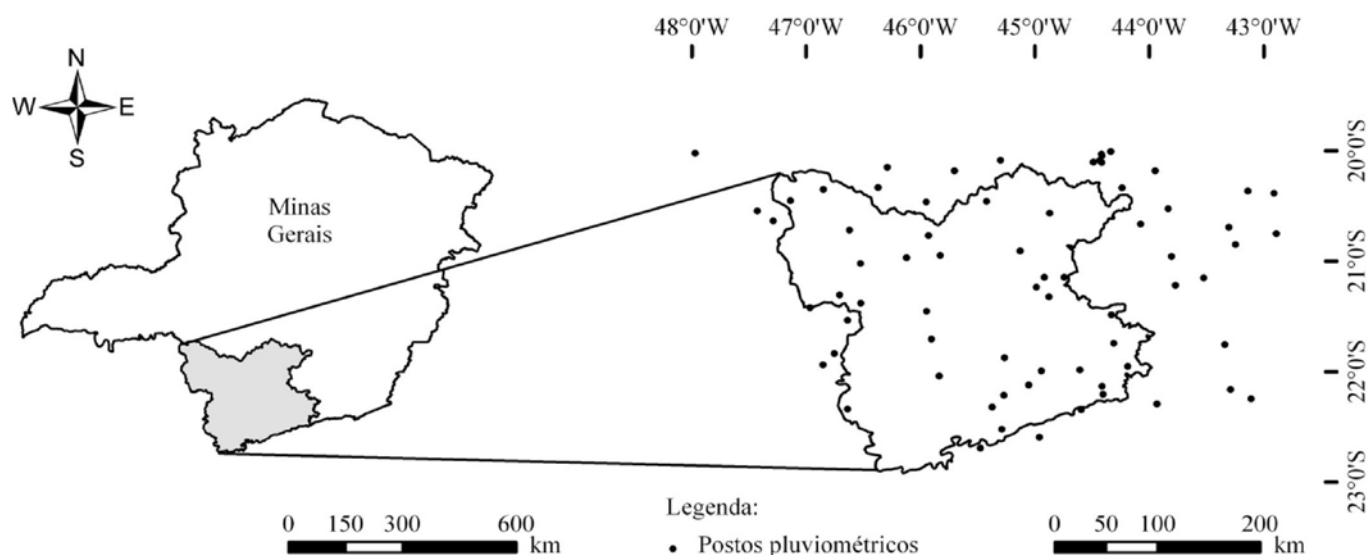 48°0'W 47°0'W 46°0'W 45°0'W 44°0'W 43°0'W
N
W E
S
20°0'S
21°0'S
22°0'S
23°0'S
Minas
Gerais
Legenda:
Postos pluviométricos
0 150 300 600
km
0 50 100 200
km